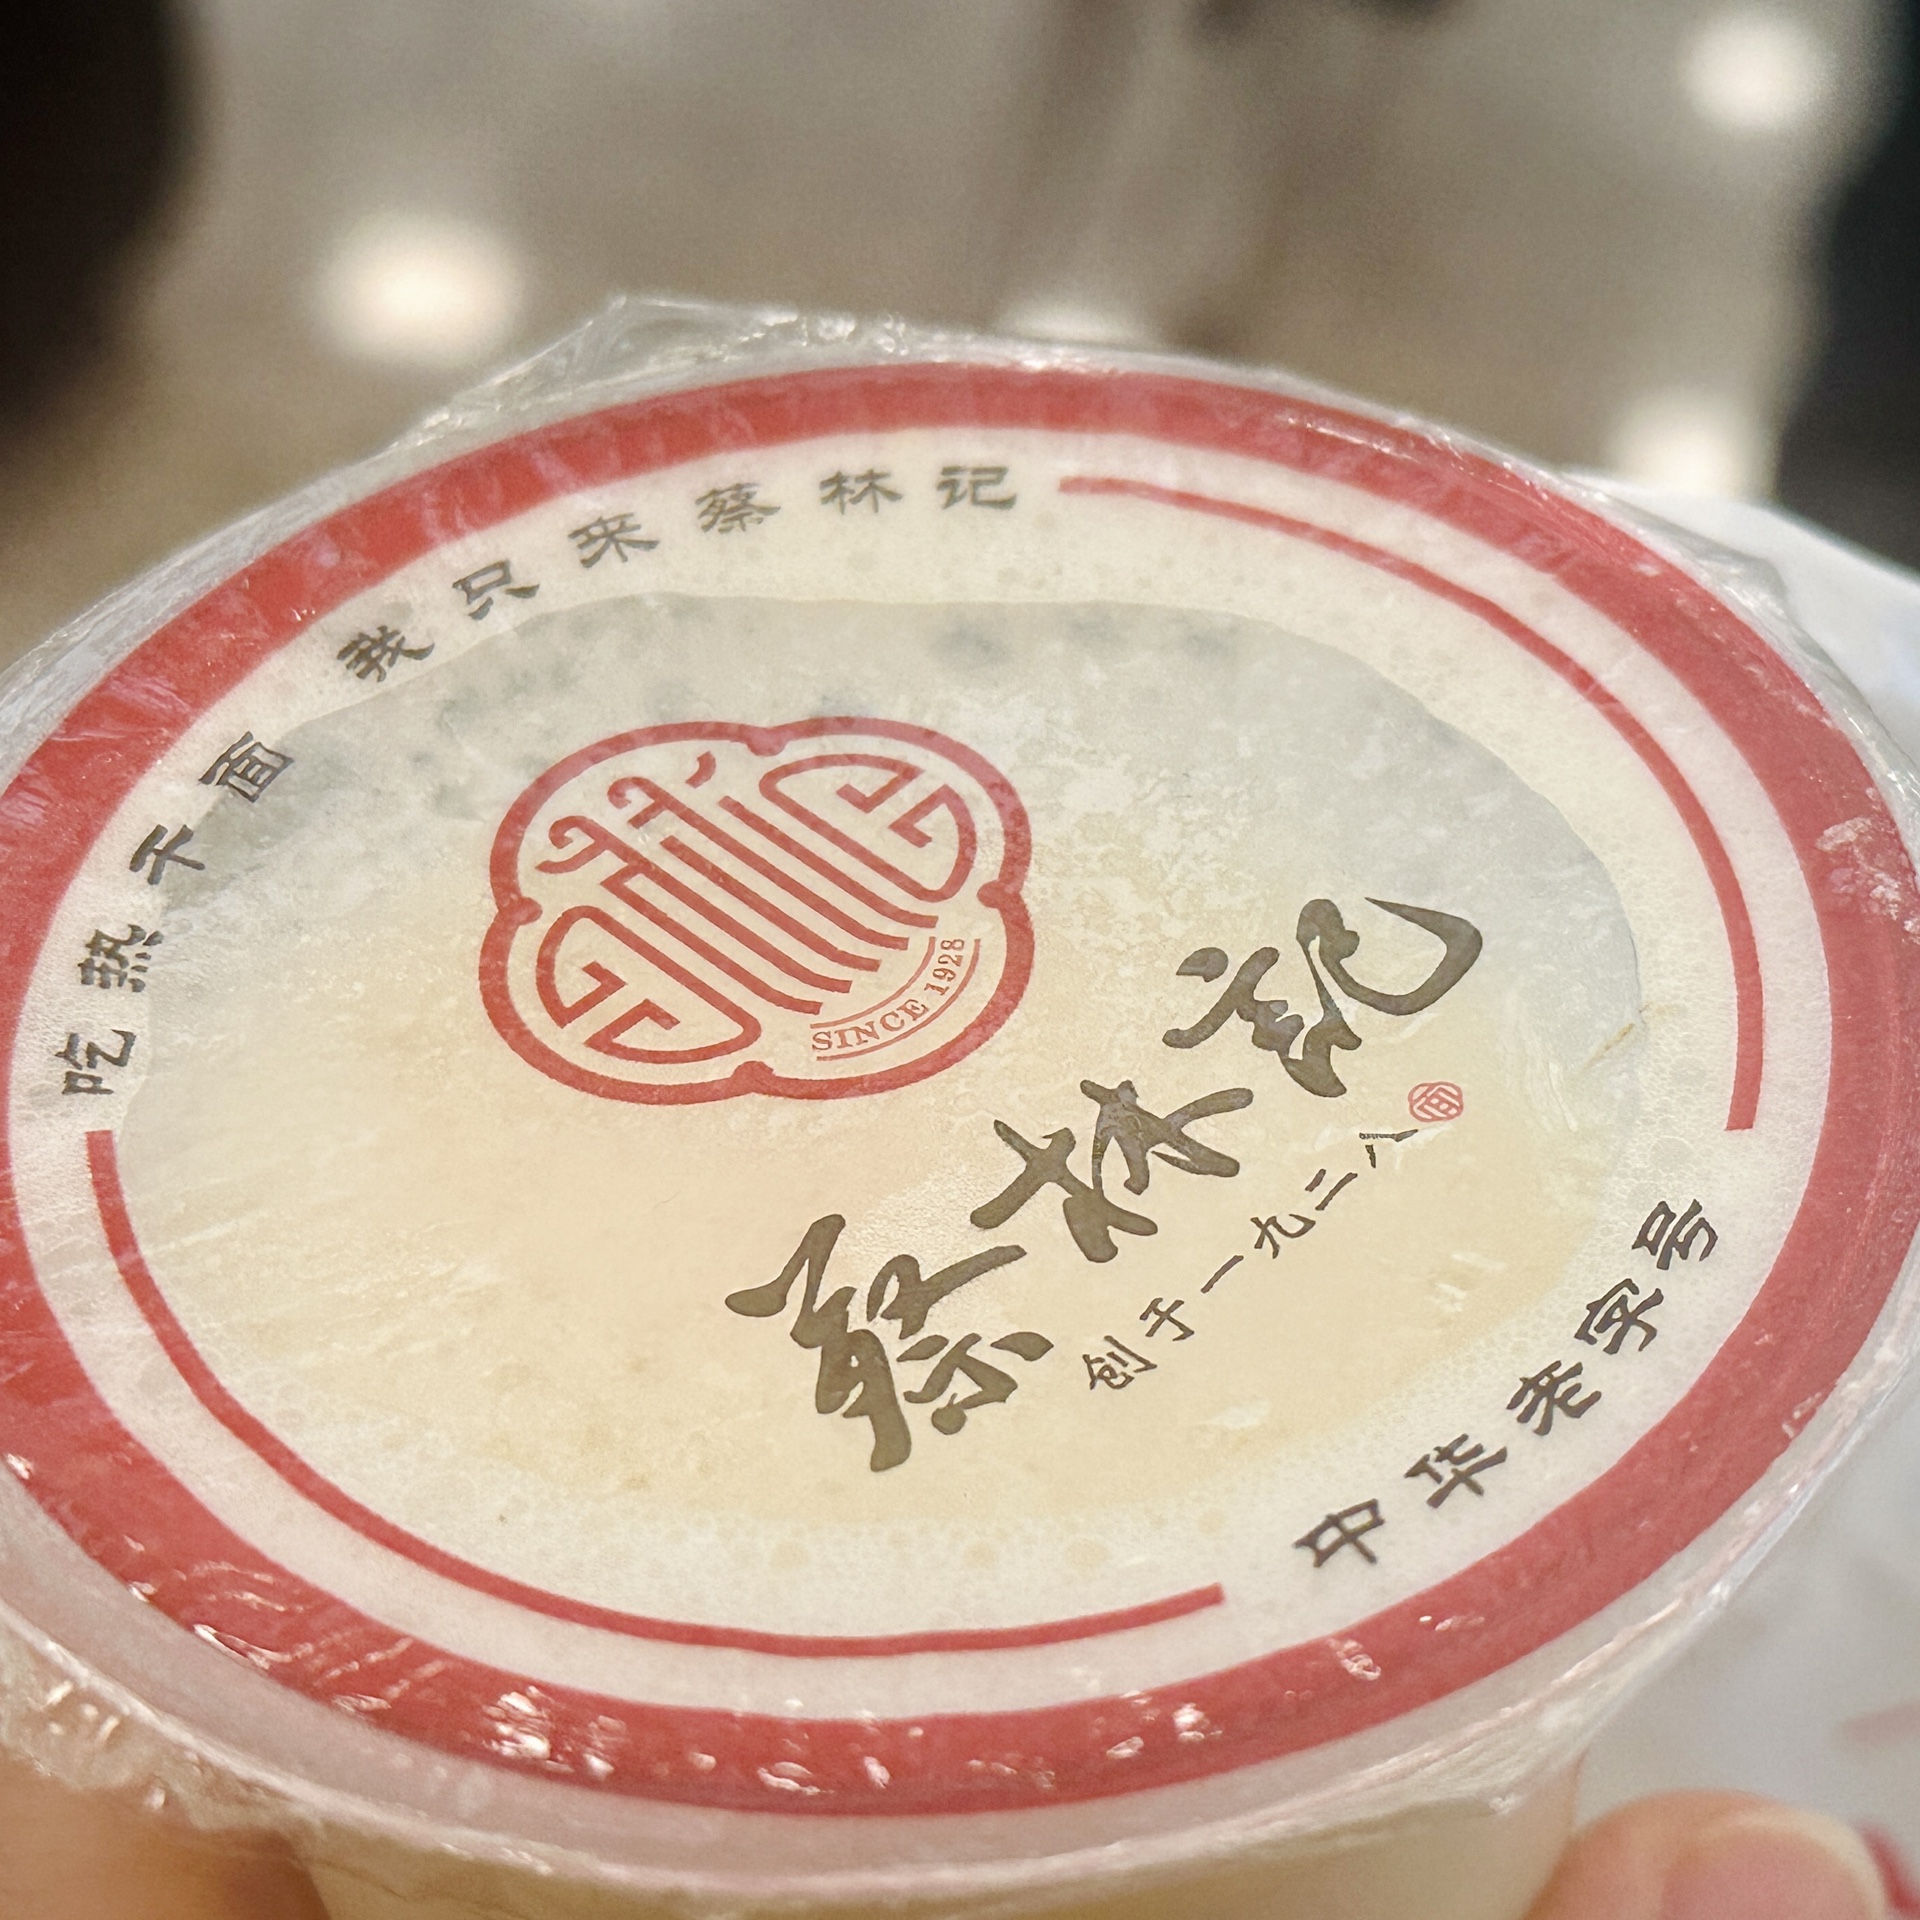 吃热干面 我只来蔡林记
SINCE 1928
蔡林記
创于一九二八
面
中华老字号